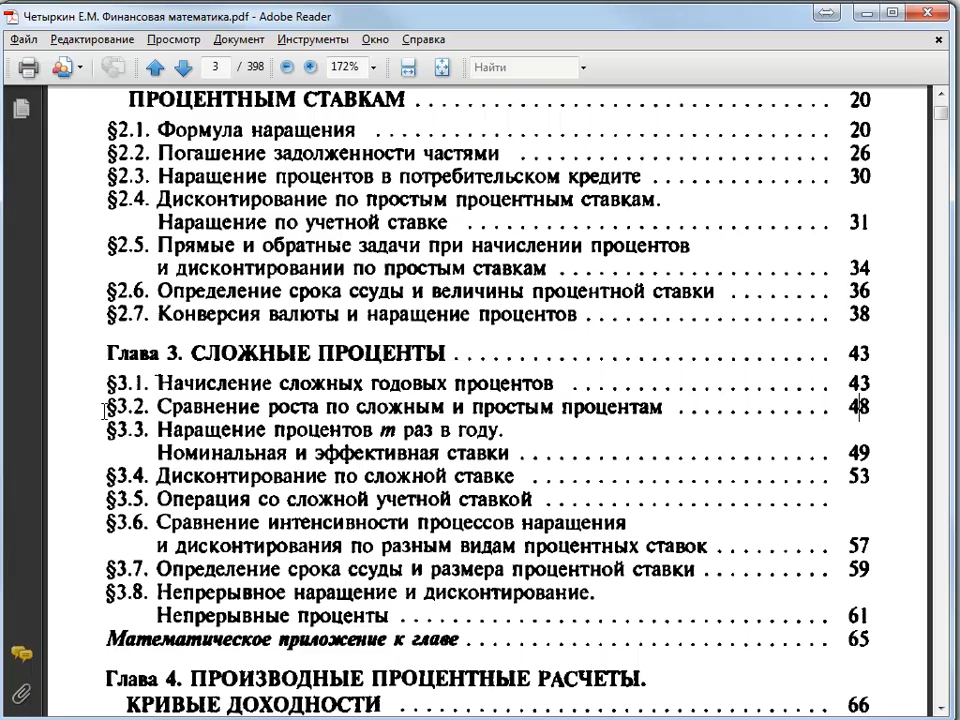 Четыркин Е.М. Финансовая математика.pdf - Adobe Reader
Файл Редактирование Просмотр Документ Инструменты Окно Справка
3 / 398 172% Найти
ПРОЦЕНТНЫМ СТАВКАМ . . . . . . . . . . . . . . . . . . . . . . . . . . . . 20
§2.1. Формула наращения . . . . . . . . . . . . . . . . . . . . . . . . . . . . . . 20
§2.2. Погашение задолженности частями . . . . . . . . . . . . . . . . . . . . 26
§2.3. Наращение процентов в потребительском кредите . . . . . . . . . . . . 30
§2.4. Дисконтирование по простым процентным ставкам.
Наращение по учетной ставке . . . . . . . . . . . . . . . . . . . . . . . . 31
§2.5. Прямые и обратные задачи при начислении процентов
и дисконтировании по простым ставкам . . . . . . . . . . . . . . . . . . 34
§2.6. Определение срока ссуды и величины процентной ставки . . . . . . . 36
§2.7. Конверсия валюты и наращение процентов . . . . . . . . . . . . . . . . 38
Глава 3. СЛОЖНЫЕ ПРОЦЕНТЫ . . . . . . . . . . . . . . . . . . . . . . . . . 43
§3.1. Начисление сложных годовых процентов . . . . . . . . . . . . . . . . . 43
§3.2. Сравнение роста по сложным и простым процентам . . . . . . . . . . 48
§3.3. Наращение процентов m раз в году.
Номинальная и эффективная ставки . . . . . . . . . . . . . . . . . . . . . 49
§3.4. Дисконтирование по сложной ставке . . . . . . . . . . . . . . . . . . . 53
§3.5. Операция со сложной учетной ставкой . . . . . . . . . . . . . . . . . .
§3.6. Сравнение интенсивности процессов наращения
и дисконтирования по разным видам процентных ставок . . . . . . . . 57
§3.7. Определение срока ссуды и размера процентной ставки . . . . . . . . 59
§3.8. Непрерывное наращение и дисконтирование.
Непрерывные проценты . . . . . . . . . . . . . . . . . . . . . . . . . . . . 61
Математическое приложение к главе . . . . . . . . . . . . . . . . . . . . . . . . 65
Глава 4. ПРОИЗВОДНЫЕ ПРОЦЕНТНЫЕ РАСЧЕТЫ.
КРИВЫЕ ДОХОДНОСТИ . . . . . . . . . . . . . . . . . . . . . . . . . . . . . 66